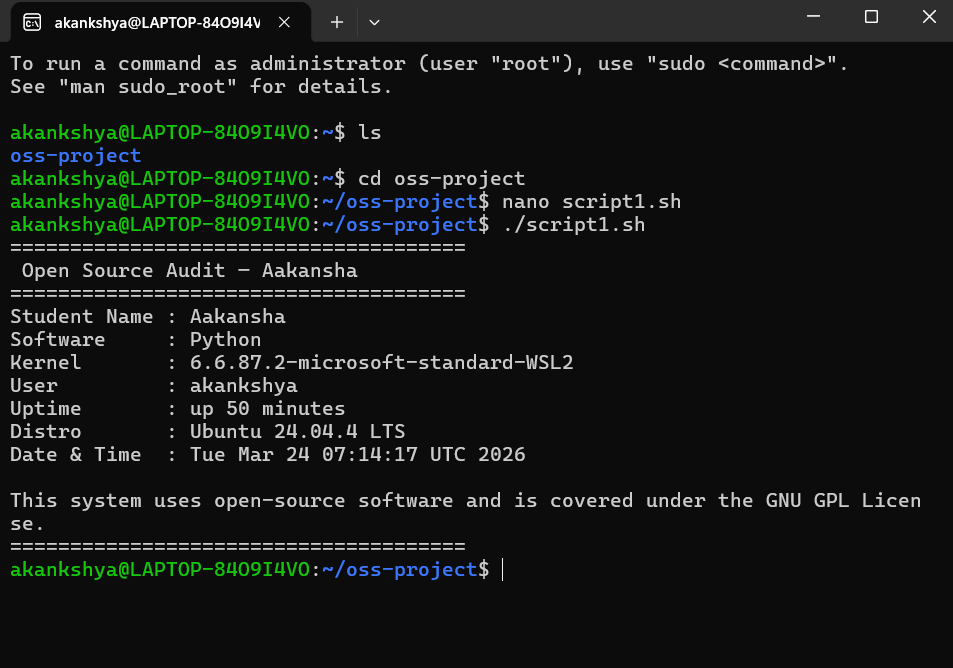 akankshya@LAPTOP-84O9I4V
To run a command as administrator (user "root"), use "sudo <command>".
See "man sudo_root" for details.
akankshya@LAPTOP-84O9I4VO:~$ ls
oss-project
akankshya@LAPTOP-84O9I4VO:~$ cd oss-project
akankshya@LAPTOP-84O9I4VO:~/oss-project$ nano script1.sh
akankshya@LAPTOP-84O9I4VO:~/oss-project$ ./script1.sh
======================================
 Open Source Audit — Aakansha
======================================
Student Name : Aakansha
Software     : Python
Kernel       : 6.6.87.2-microsoft-standard-WSL2
User         : akankshya
Uptime       : up 50 minutes
Distro       : Ubuntu 24.04.4 LTS
Date & Time  : Tue Mar 24 07:14:17 UTC 2026
This system uses open-source software and is covered under the GNU GPL Licen
se.
======================================
akankshya@LAPTOP-84O9I4VO:~/oss-project$